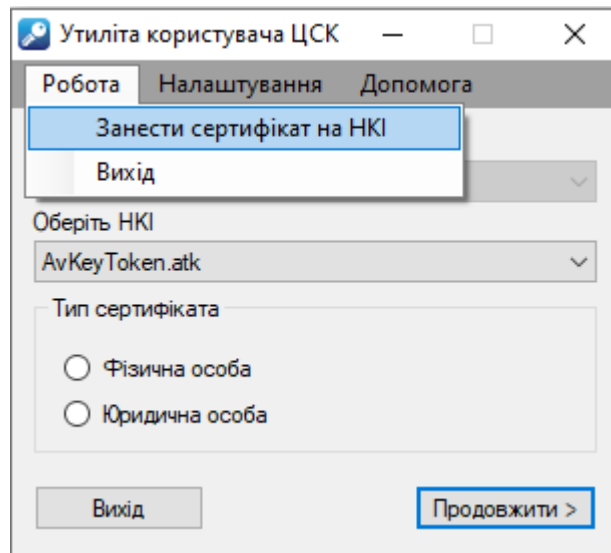 Утиліта користувача ЦСК
Робота Налаштування Допомога
Занести сертифікат на НКІ
Вихід
Оберіть НКІ
AvKeyToken.atk
Тип сертифіката
Фізична особа
Юридична особа
Вихід Продовжити >